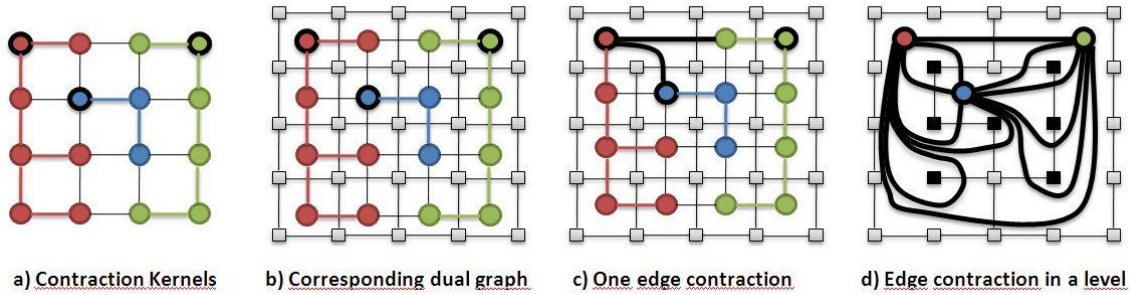 a) Contraction Kernels
b) Corresponding dual graph
c) One edge contraction
d) Edge contraction in a level